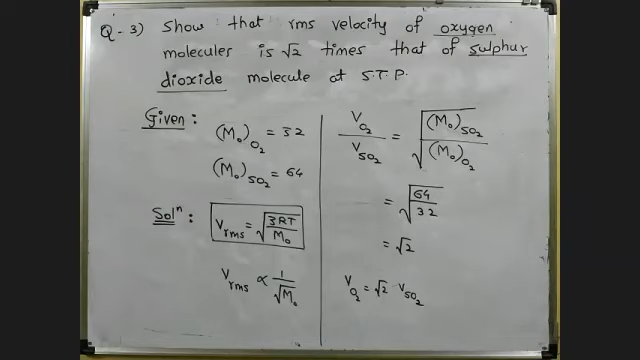 Q-3) Show that rms velocity of oxygen
molecules is √2 times that of sulphur
dioxide molecule at S.T.P.
Given:
(M₀)O₂ = 32
(M₀)SO₂ = 64
Solⁿ:
Vrms = √(3RT/M₀)
Vrms ∝ 1/√M₀
VO₂/VSO₂ = √((M₀)SO₂/(M₀)O₂)
= √(64/32)
= √2
VO₂ = √2 VSO₂